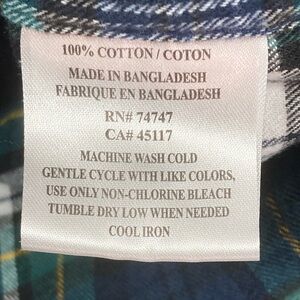 100% COTTON / COTON
MADE IN BANGLADESH
FABRIQUE EN BANGLADESH
RN# 74747
CA# 45117
MACHINE WASH COLD
GENTLE CYCLE WITH LIKE COLORS,
USE ONLY NON-CHLORINE BLEACH
TUMBLE DRY LOW WHEN NEEDED
COOL IRON